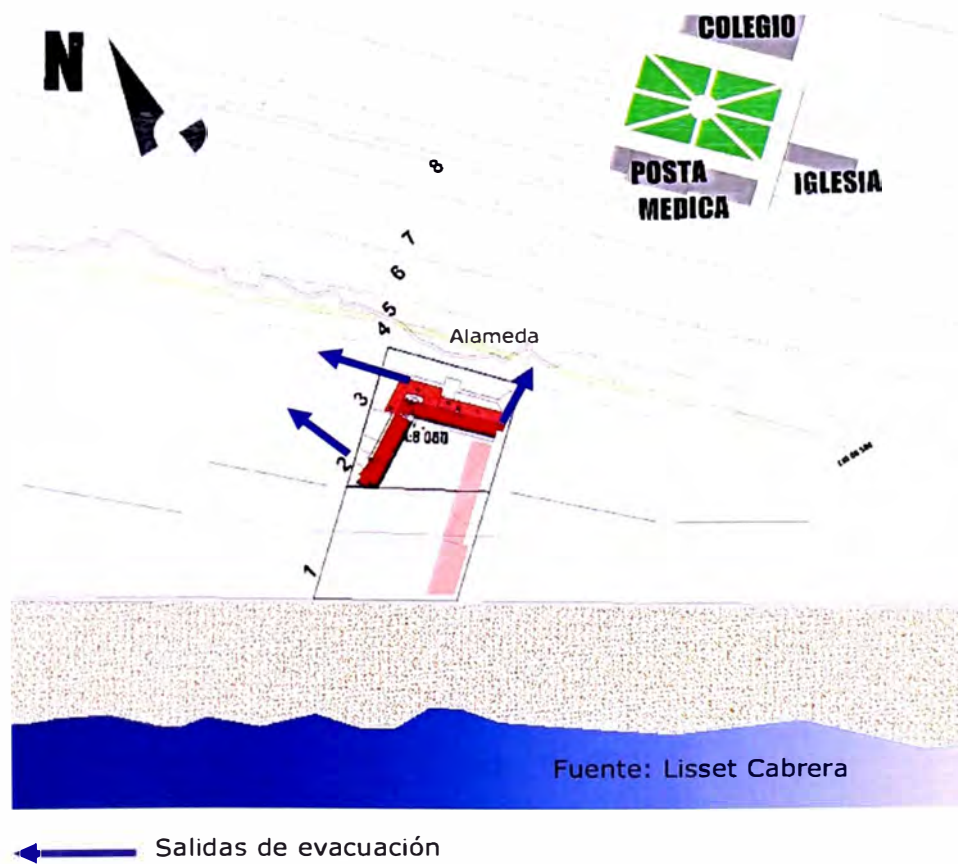 COLEGIO
N
POSTA
MEDICA
IGLESIA
8
7
6
5
4
Alameda
3
2
1
Fuente: Lisset Cabrera
Salidas de evacuación